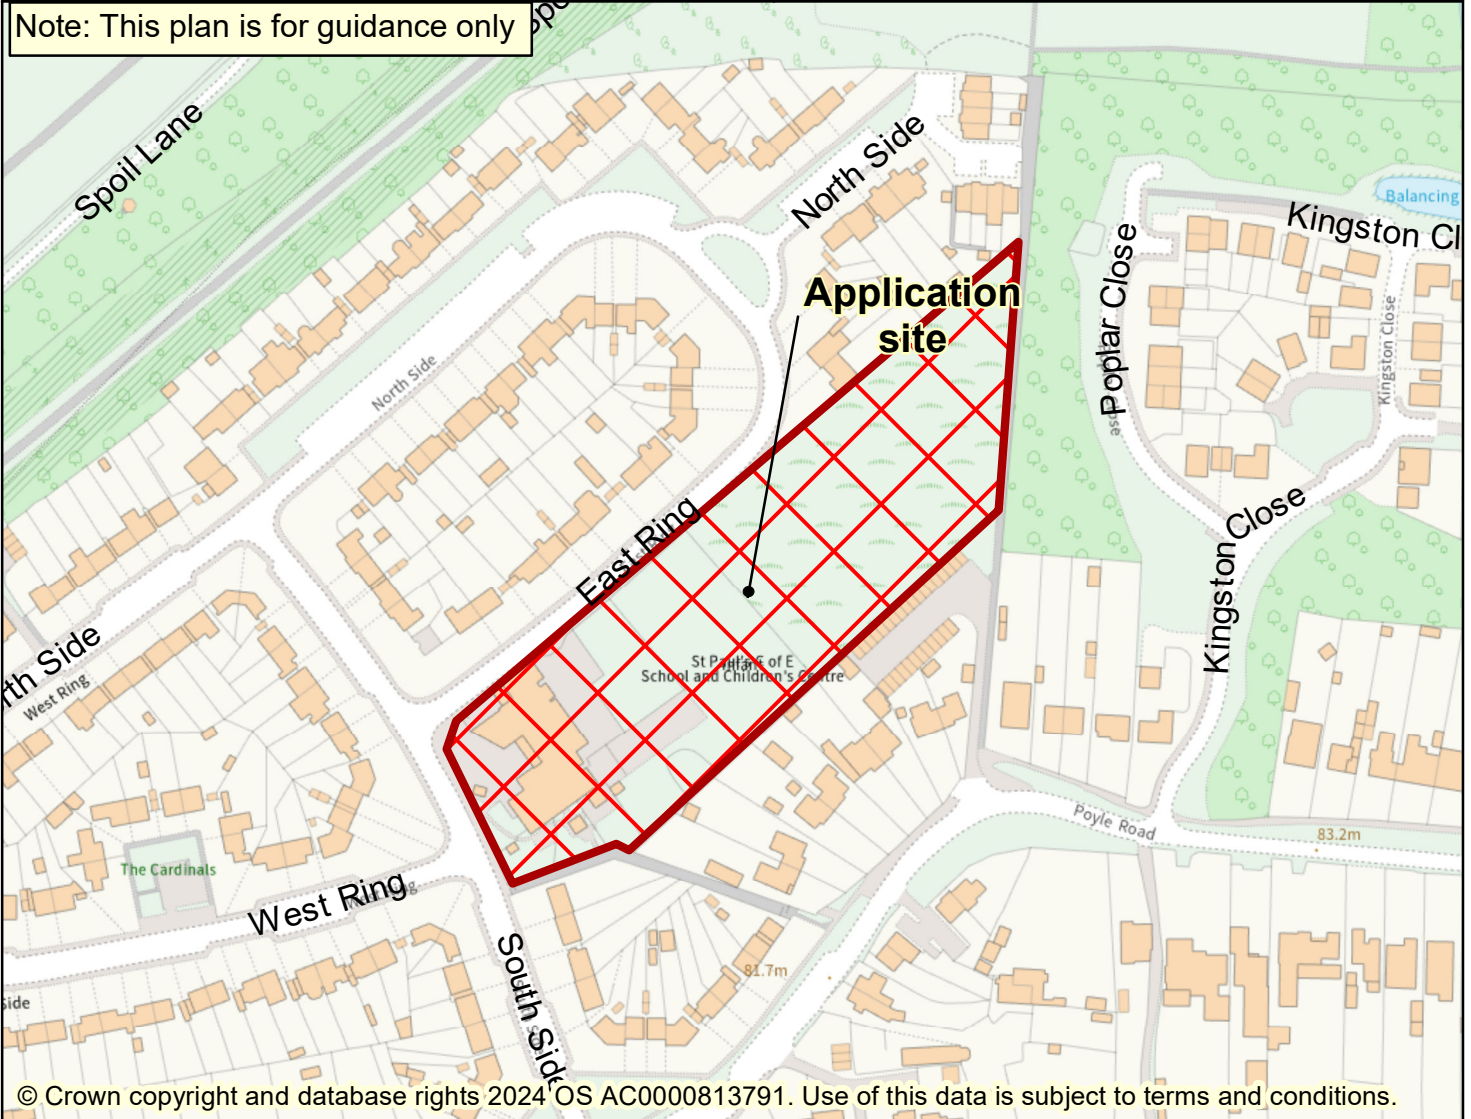 Note: This plan is for guidance only
Spoil Lane
North Side
Balancing
Kingston Cl
Poplar Close
Application
site
North Side
Kingston Close
East Ring
Kingston Close
St Paul's C of E
School and Children's Centre
rth Side
West Ring
Poyle Road
83.2m
The Cardinals
West Ring
81.7m
South Side
Side
© Crown copyright and database rights 2024 OS AC0000813791. Use of this data is subject to terms and conditions.